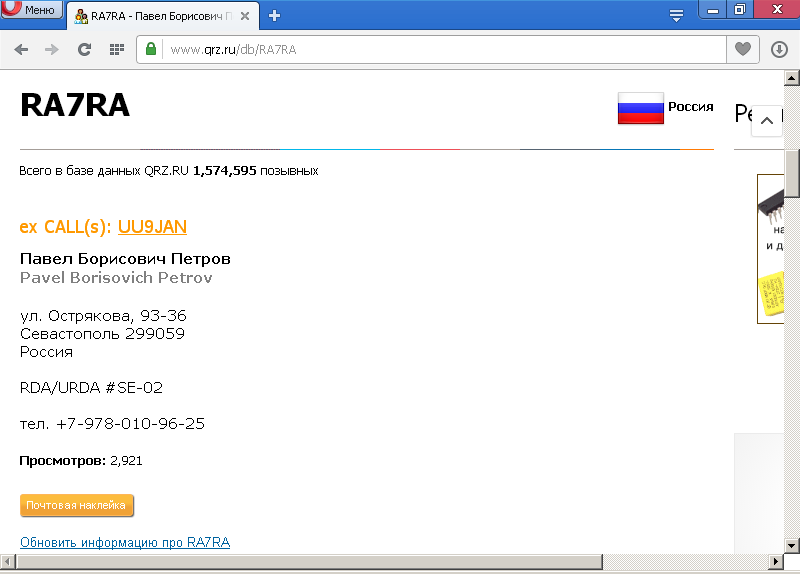 Меню
RA7RA - Павел Борисович П
www.qrz.ru/db/RA7RA
RA7RA
Россия
Всего в базе данных QRZ.RU 1,574,595 позывных
ex CALL(s): UU9JAN
Павел Борисович Петров
Pavel Borisovich Petrov
ул. Острякова, 93-36
Севастополь 299059
Россия
RDA/URDA #SE-02
тел. +7-978-010-96-25
Просмотров: 2,921
Почтовая наклейка
Обновить информацию про RA7RA
на
и д